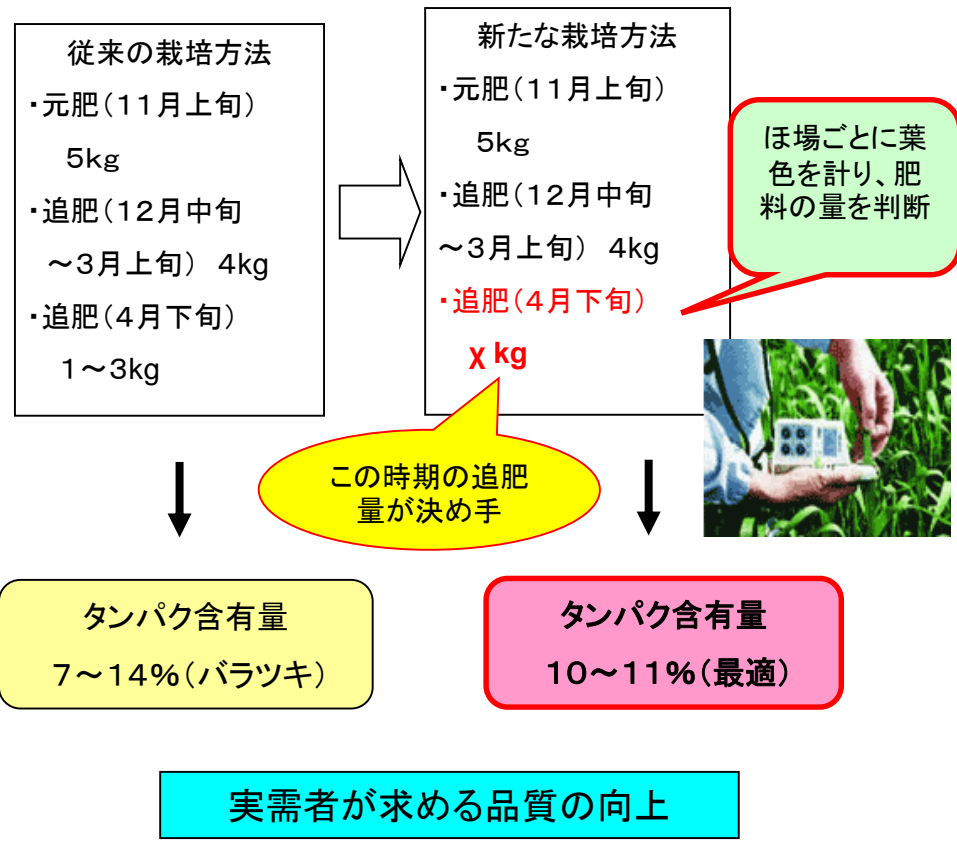 従来の栽培方法
・元肥(11月上旬)
5kg
・追肥(12月中旬
～3月上旬) 4kg
・追肥(4月下旬)
1～3kg
新たな栽培方法
・元肥(11月上旬)
5kg
・追肥(12月中旬
～3月上旬) 4kg
・追肥(4月下旬)
χ kg
ほ場ごとに葉
色を計り、肥
料の量を判断
この時期の追肥
量が決め手
タンパク含有量
7～14%(バラツキ)
タンパク含有量
10～11%(最適)
実需者が求める品質の向上